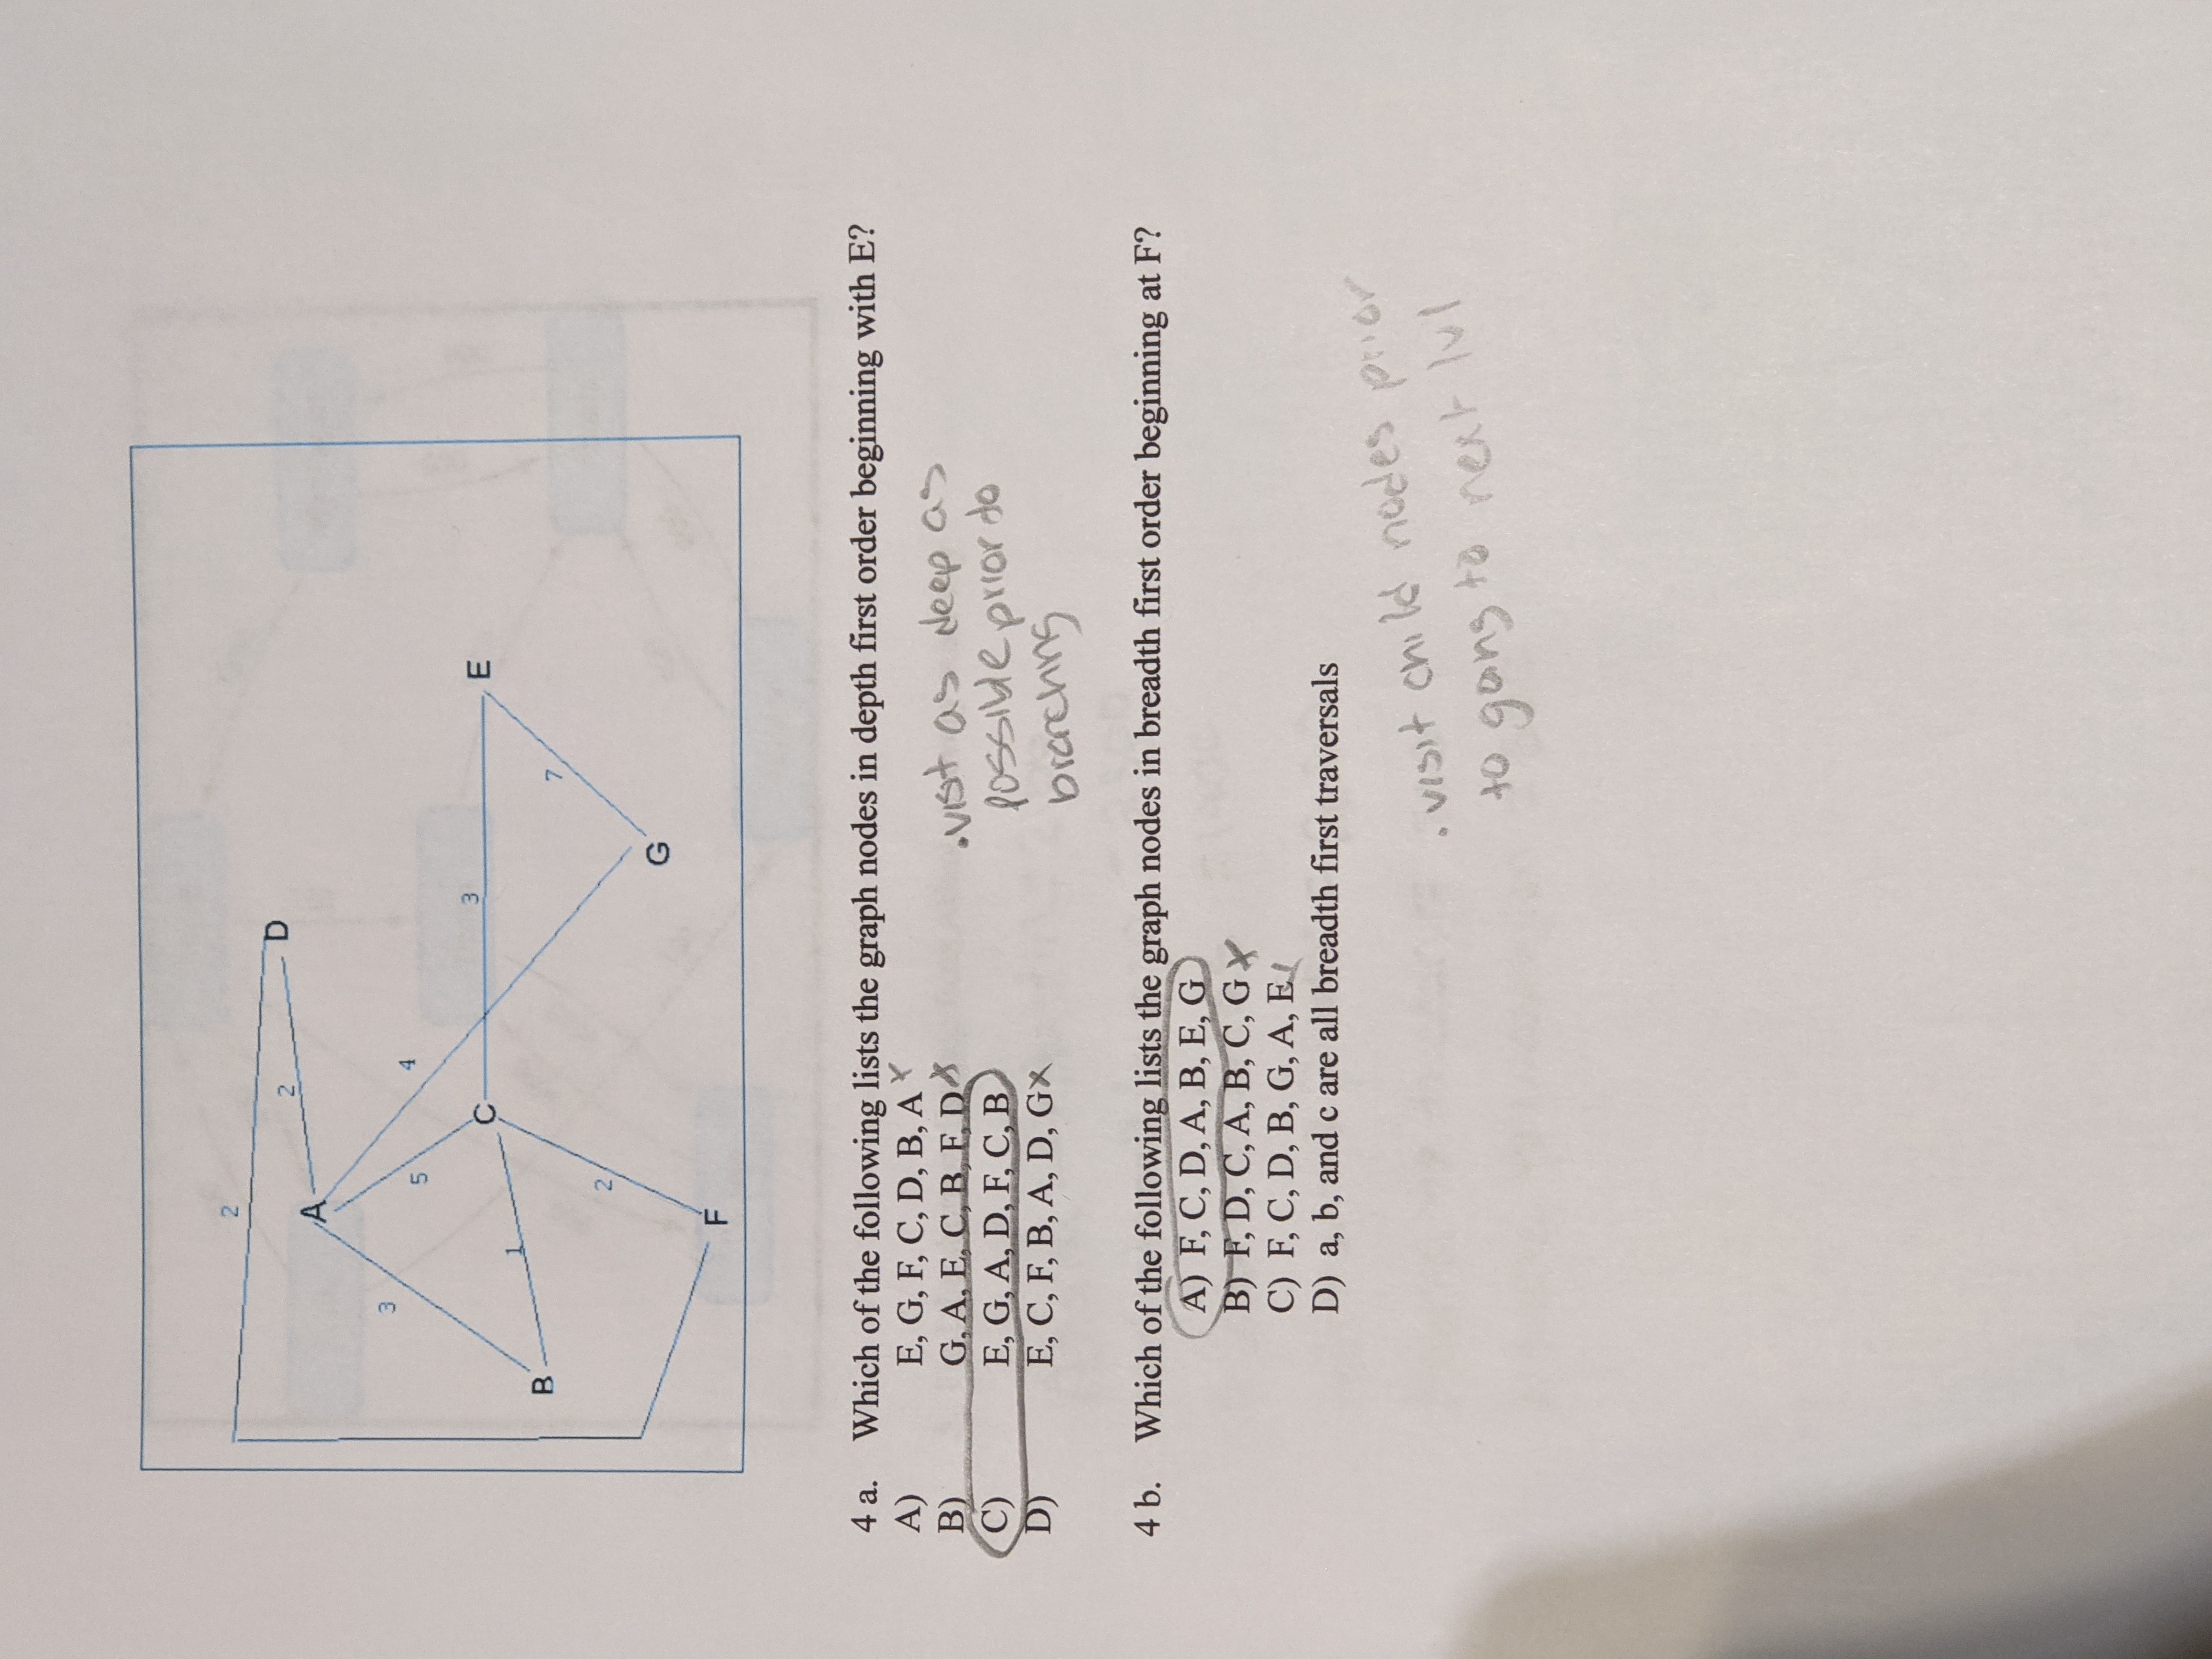 2
D
2
A
3
4
5
3
E
C
1
B
7
2
G
F
4 a. Which of the following lists the graph nodes in depth first order beginning with E?
A) E, G, F, C, D, B, A x
B) G, A, E, C, B, F, D x
C) E, G, A, D, F, C, B
D) E, C, F, B, A, D, G x
.visit as deep as
possible prior to
branching
4 b. Which of the following lists the graph nodes in breadth first order beginning at F?
A) F, C, D, A, B, E, G
B) F, D, C, A, B, C, G x
C) F, C, D, B, G, A, E
D) a, b, and c are all breadth first traversals
. visit child nodes prior
to going to next lvl